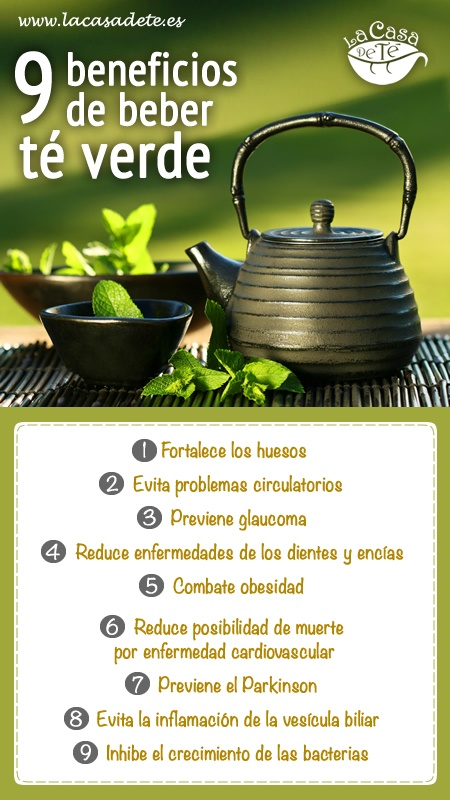 www.lacasadete.es
La Casa
De Té
9 beneficios
de beber
té verde
1 Fortalece los huesos
2 Evita problemas circulatorios
3 Previene glaucoma
4 Reduce enfermedades de los dientes y encías
5 Combate obesidad
6 Reduce posibilidad de muerte
por enfermedad cardiovascular
7 Previene el Parkinson
8 Evita la inflamación de la vesícula biliar
9 Inhibe el crecimiento de las bacterias